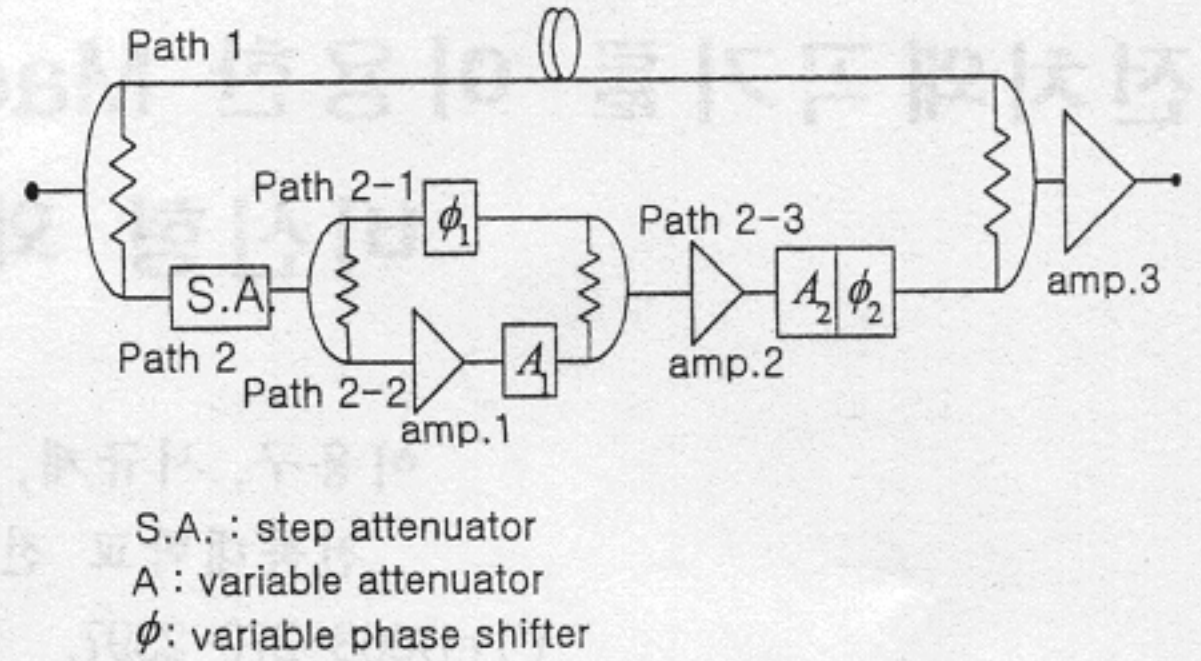 Path 1
Path 2-1
ϕ₁
Path 2-3
S.A.
A₂ ϕ₂
amp.3
Path 2
A₁
amp.2
Path 2-2
amp.1
S.A. : step attenuator
A : variable attenuator
ϕ: variable phase shifter